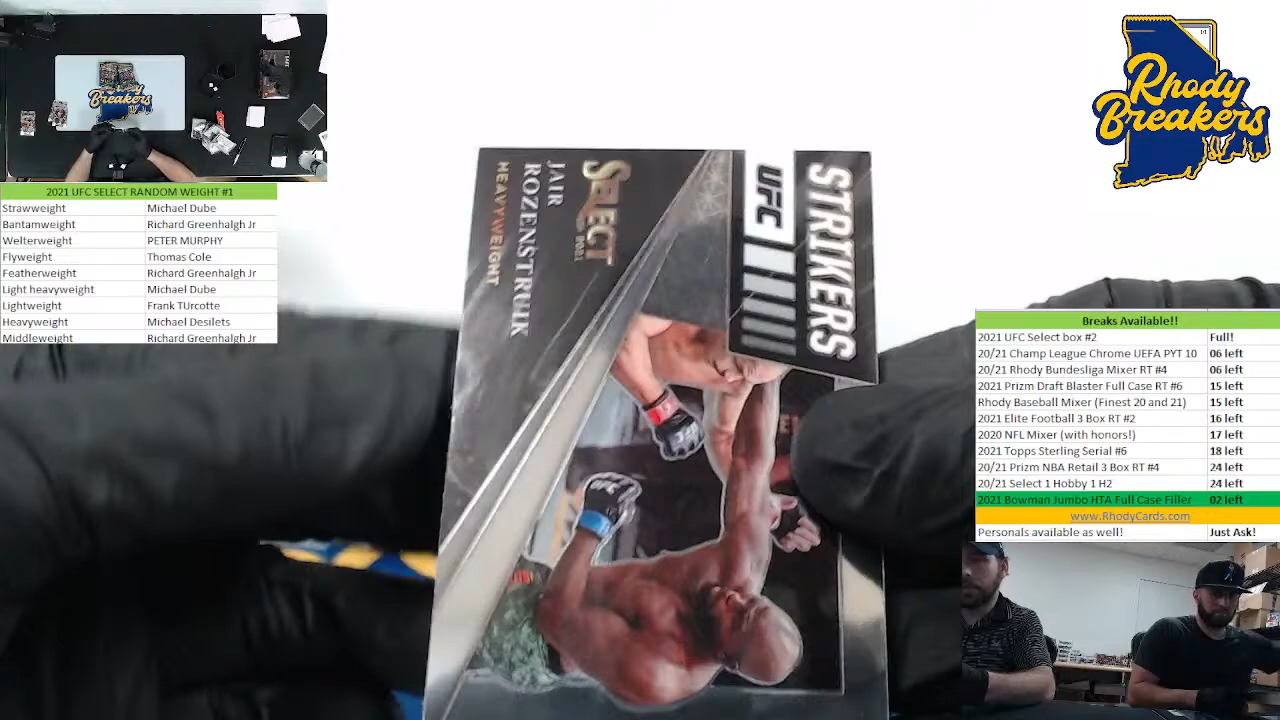 Rhody
Breakers
Rhody
Breakers
2021 UFC SELECT RANDOM WEIGHT #1
Strawweight Michael Dube
Bantamweight Richard Greenhalgh Jr
Welterweight PETER MURPHY
Flyweight Thomas Cole
Featherweight Richard Greenhalgh Jr
Light heavyweight Michael Dube
Lightweight Frank TUrcotte
Heavyweight Michael Desilets
Middleweight Richard Greenhalgh Jr
STRIKERS
UFC
SELECT
2021
JAIR
ROZENSTRUIK
HEAVYWEIGHT
Breaks Available!!
2021 UFC Select box #2 Full!
20/21 Champ League Chrome UEFA PYT 10 06 left
20/21 Rhody Bundesliga Mixer RT #4 06 left
2021 Prizm Draft Blaster Full Case RT #6 15 left
Rhody Baseball Mixer (Finest 20 and 21) 15 left
2021 Elite Football 3 Box RT #2 16 left
2020 NFL Mixer (with honors!) 17 left
2021 Topps Sterling Serial #6 18 left
20/21 Prizm NBA Retail 3 Box RT #4 24 left
20/21 Select 1 Hobby 1 H2 24 left
2021 Bowman Jumbo HTA Full Case Filler 02 left
www.RhodyCards.com
Personals available as well! Just Ask!